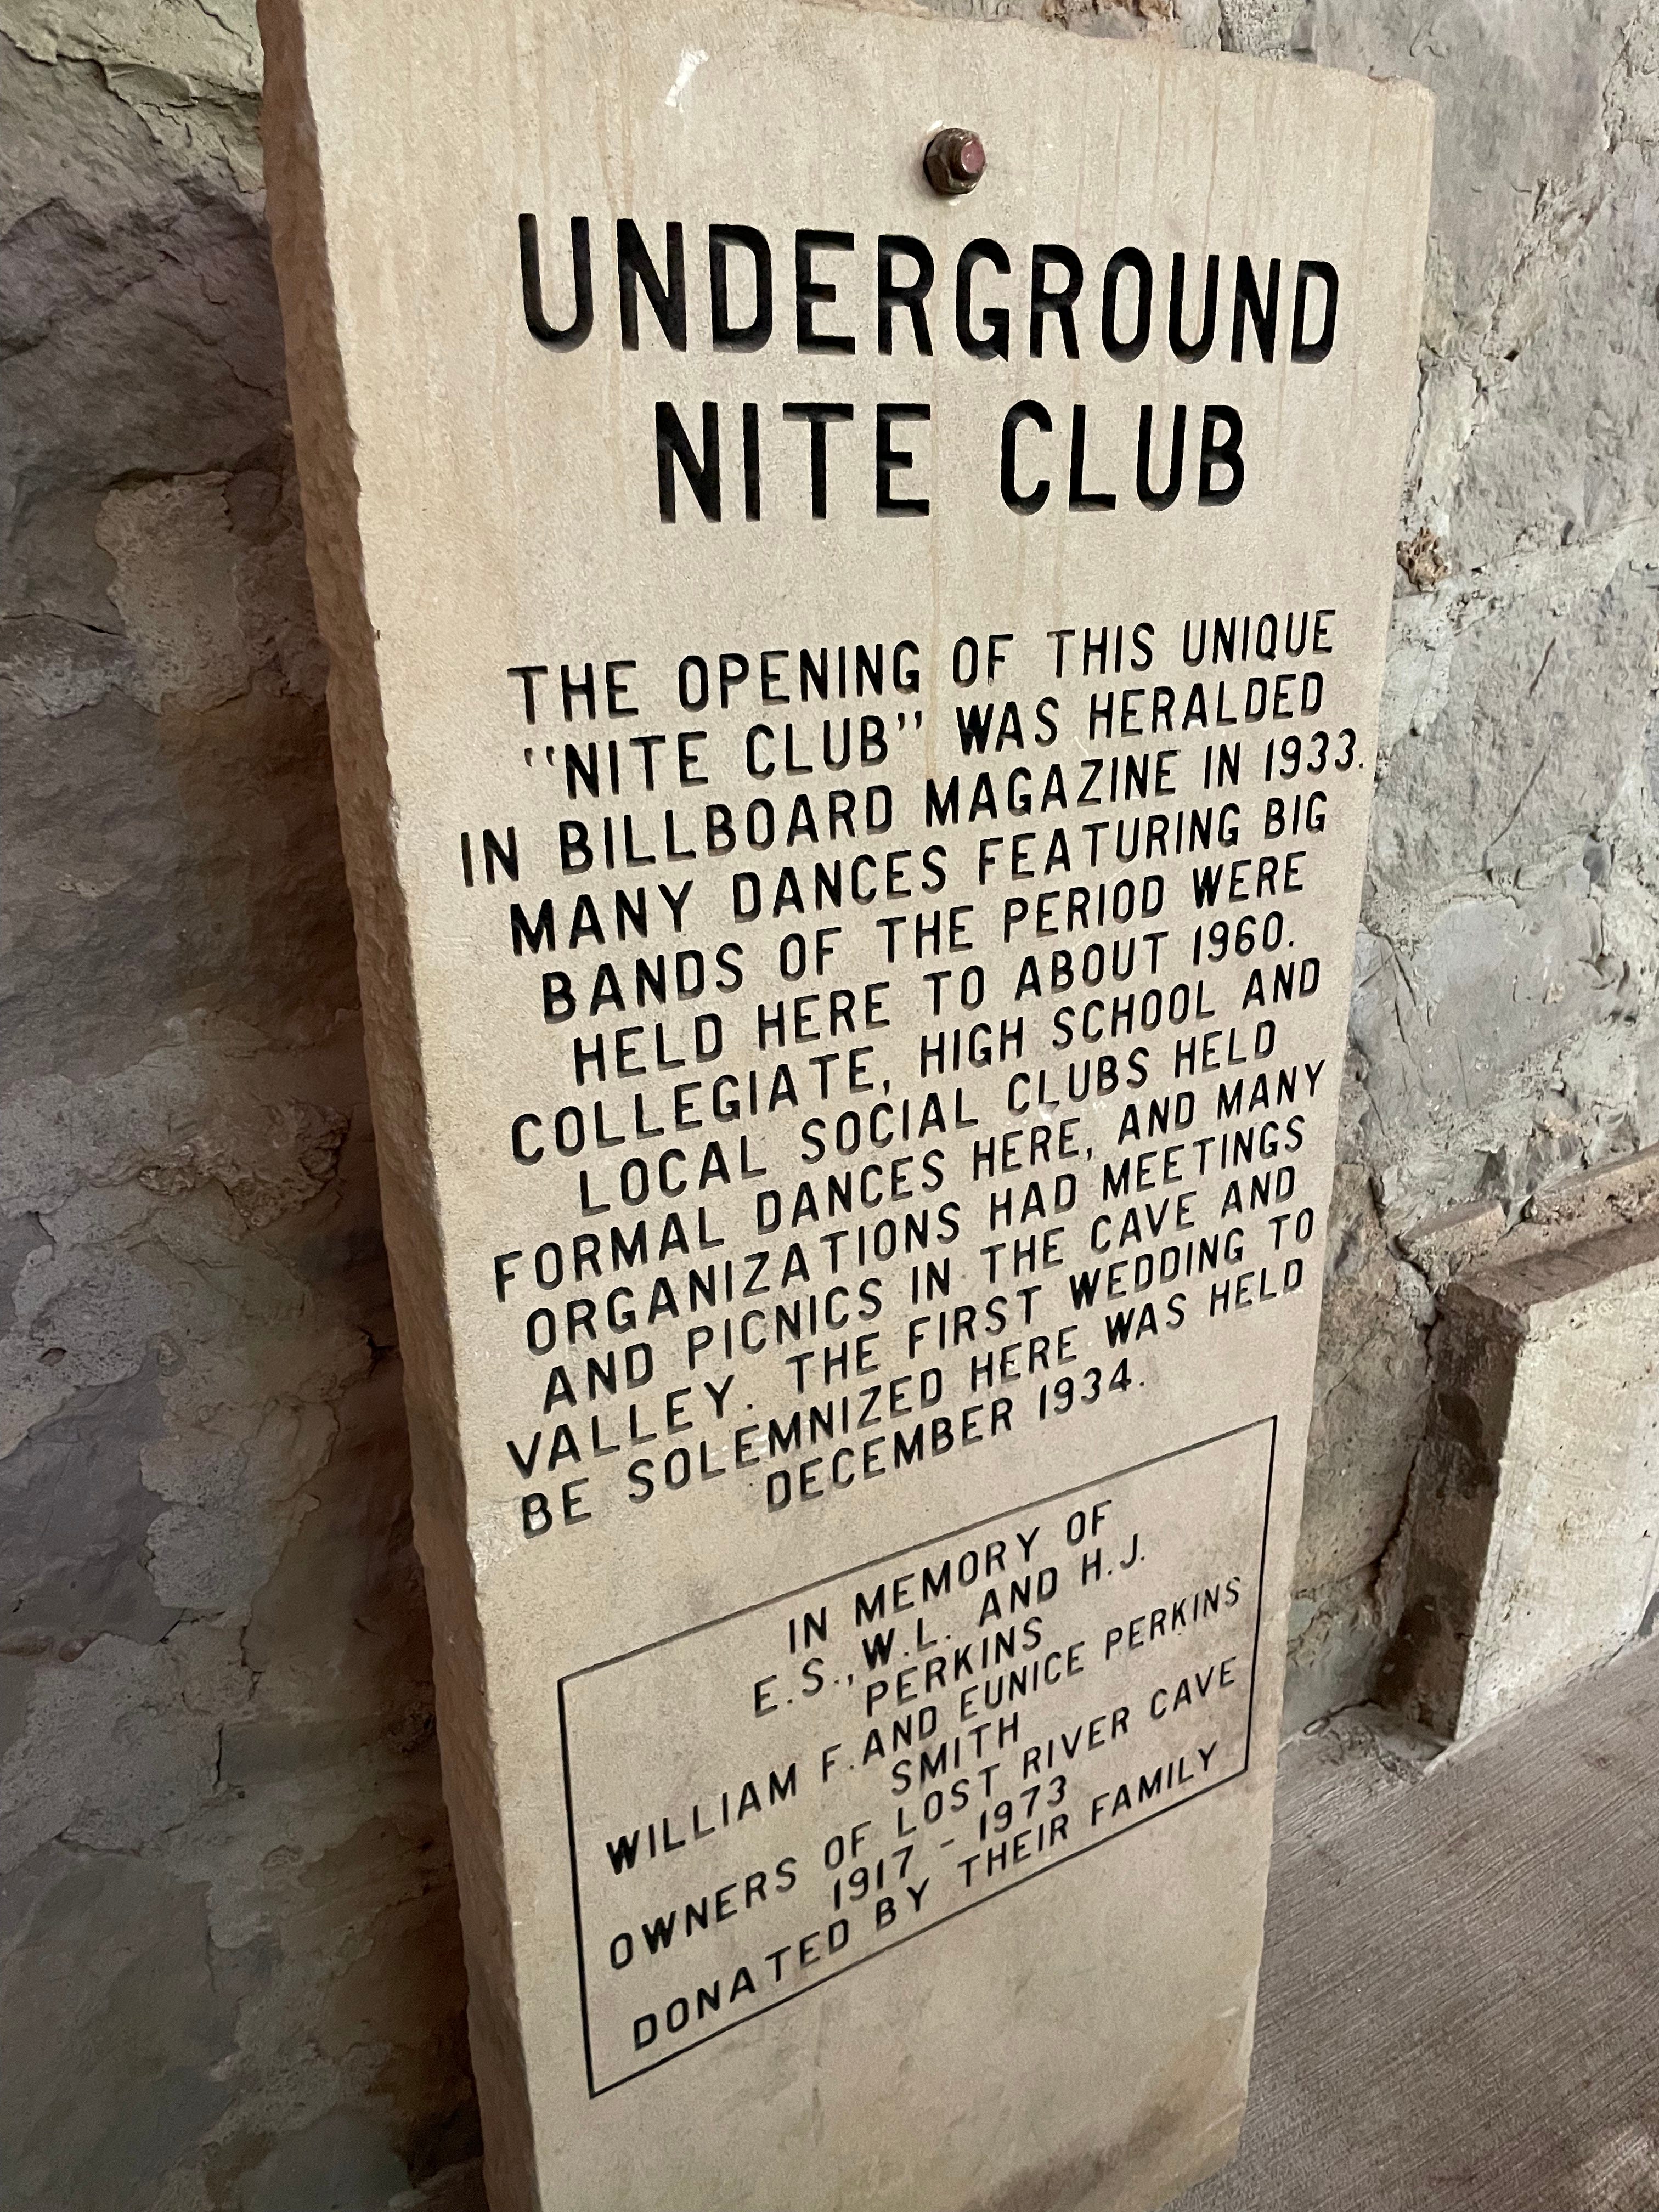 UNDERGROUND
NITE CLUB
THE OPENING OF THIS UNIQUE
"NITE CLUB" WAS HERALDED
IN BILLBOARD MAGAZINE IN 1933.
MANY DANCES FEATURING BIG
BANDS OF THE PERIOD WERE
HELD HERE TO ABOUT 1960.
COLLEGIATE, HIGH SCHOOL AND
LOCAL SOCIAL CLUBS HELD
FORMAL DANCES HERE, AND MANY
ORGANIZATIONS HAD MEETINGS
AND PICNICS IN THE CAVE AND
VALLEY. THE FIRST WEDDING TO
BE SOLEMNIZED HERE WAS HELD
DECEMBER 1934.
IN MEMORY OF
E.S., W.L. AND H.J.
PERKINS
WILLIAM F. AND EUNICE PERKINS
SMITH
OWNERS OF LOST RIVER CAVE
1917 - 1973
DONATED BY THEIR FAMILY